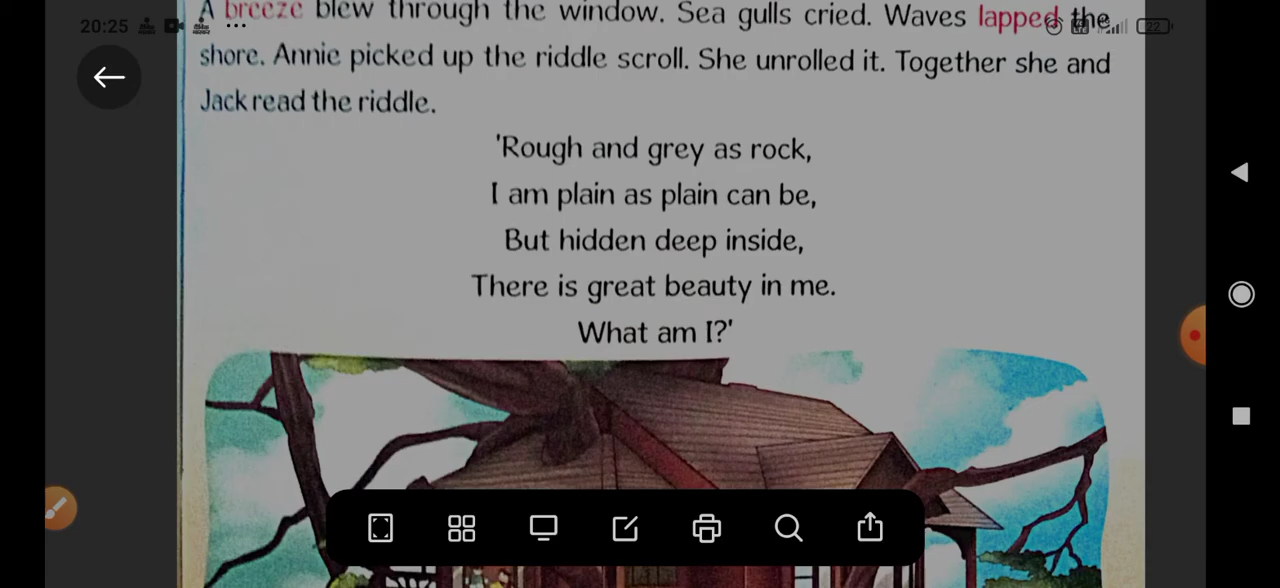 A breeze blew through the window. Sea gulls cried. Waves lapped the
20:25
22
shore. Annie picked up the riddle scroll. She unrolled it. Together she and
Jack read the riddle.
'Rough and grey as rock,
I am plain as plain can be,
But hidden deep inside,
There is great beauty in me.
What am I?'